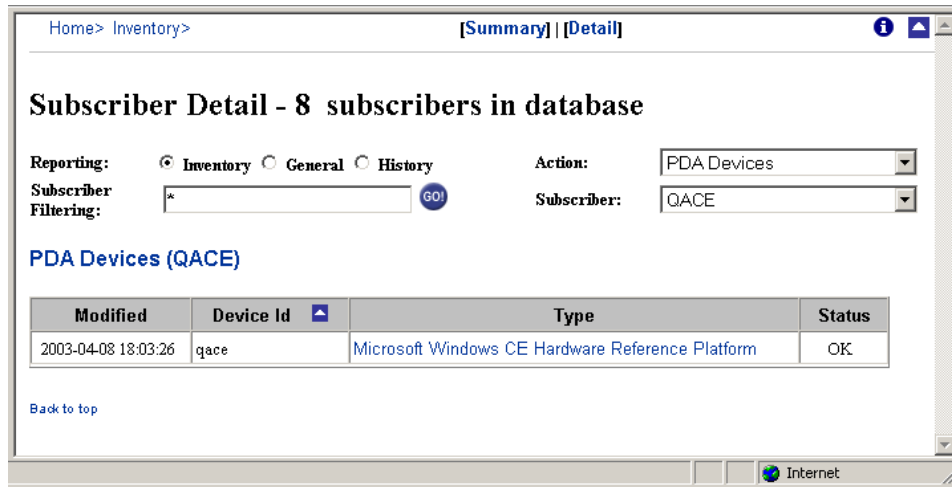 Home> Inventory> [Summary] | [Detail]
Subscriber Detail - 8 subscribers in database
Reporting: Inventory General History Action: PDA Devices
Subscriber Filtering: * GO! Subscriber: QACE
PDA Devices (QACE)
Modified Device Id Type Status
2003-04-08 18:03:26 qace Microsoft Windows CE Hardware Reference Platform OK
Back to top
Internet